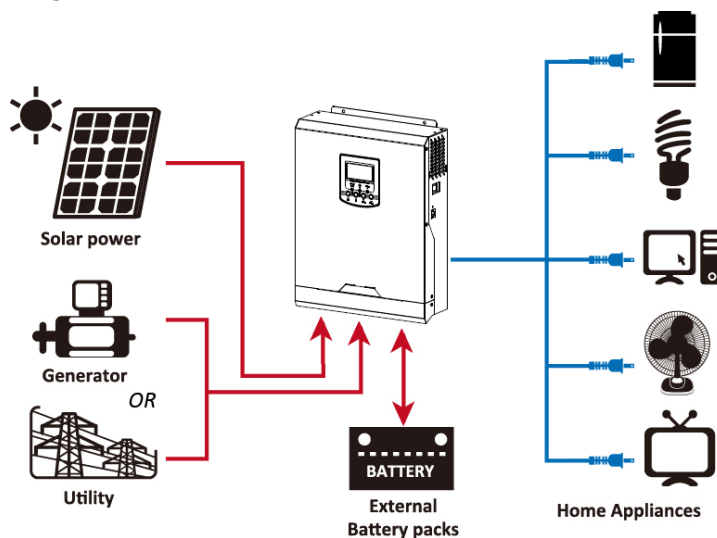 Solar power
Generator
OR
Utility
BATTERY
External
Battery packs
Home Appliances